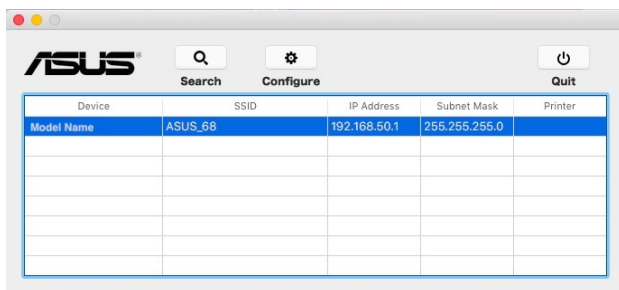 ASUS
Search Configure Quit
Device SSID IP Address Subnet Mask Printer
Model Name ASUS_68 192.168.50.1 255.255.255.0